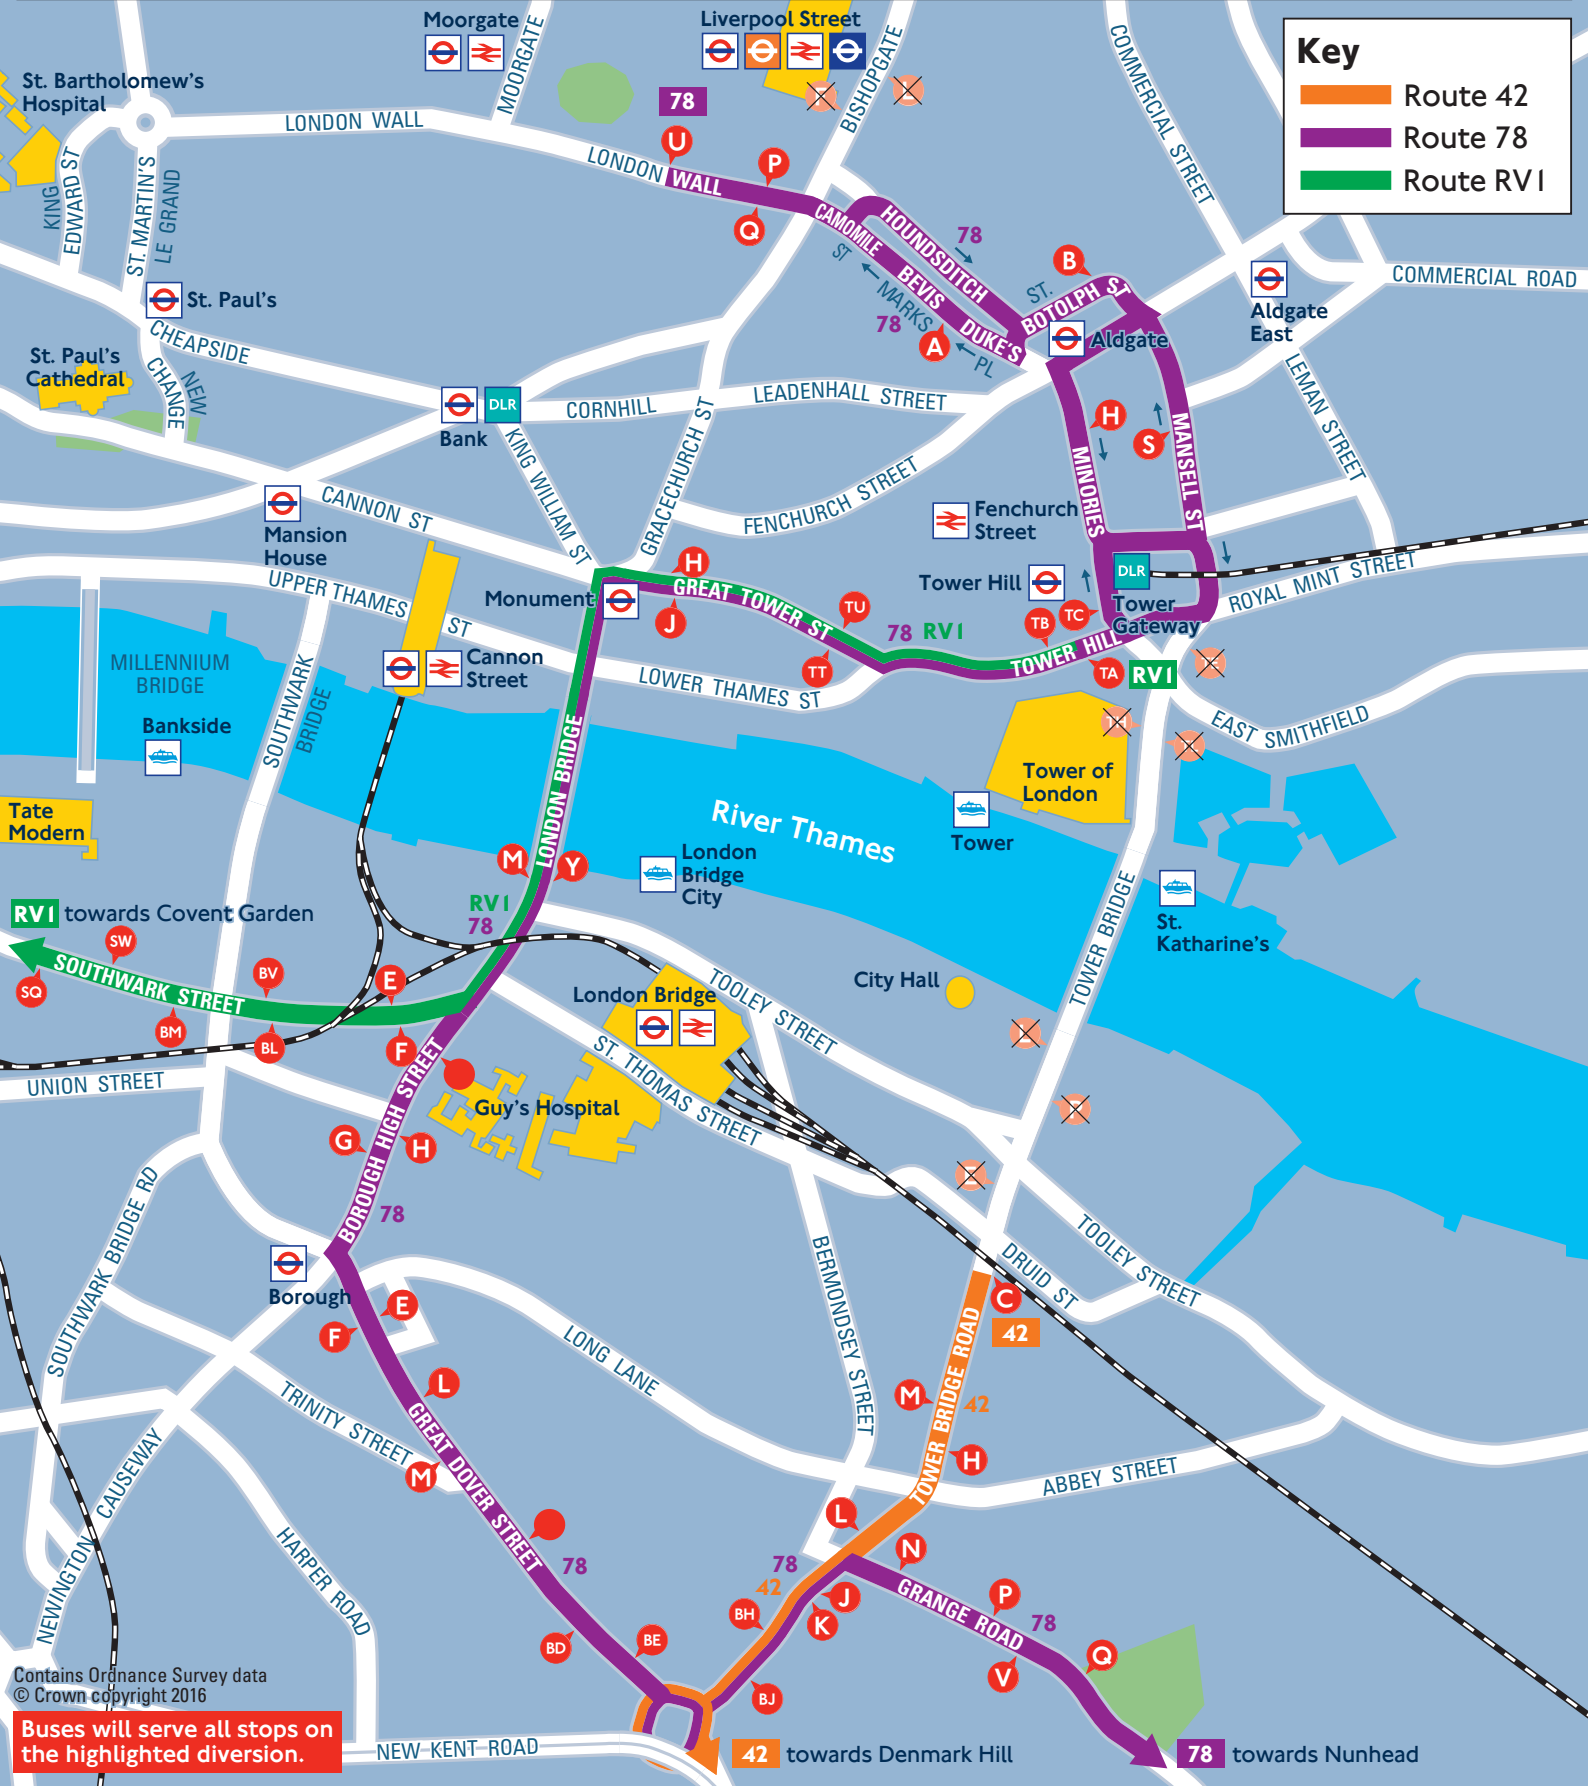 Moorgate
Liverpool Street
Key
Route 42
Route 78
Route RV1
St. Bartholomew's
Hospital
MOORGATE
BISHOPGATE
COMMERCIAL STREET
78
U
P
Q
LONDON WALL
LONDON WALL
KING
EDWARD ST
ST. MARTIN'S
LE GRAND
CAMOMILE
ST
HOUNDSDITCH
78
BEVIS
MARKS
78
DUKE'S
PL
A
ST.
BOTOLPH ST
B
COMMERCIAL ROAD
Aldgate
East
Aldgate
St. Paul's
CHEAPSIDE
St. Paul's
Cathedral
NEW
CHANGE
Bank
DLR
CORNHILL
LEADENHALL STREET
LEMAN STREET
KING WILLIAM ST
GRACECHURCH ST
FENCHURCH STREET
H
S
MINORIES
MANSELL ST
CANNON ST
Mansion
House
Fenchurch
Street
Tower Hill
DLR
Tower
Gateway
ROYAL MINT STREET
UPPER THAMES
ST
Monument
H
J
GREAT TOWER ST
TU
TT
78
RV1
TB
TC
TA
TOWER HILL
RV1
TH
EAST SMITHFIELD
MILLENNIUM
BRIDGE
SOUTHWARK
BRIDGE
Cannon
Street
LOWER THAMES ST
Bankside
Tate
Modern
LONDON BRIDGE
River Thames
Tower of
London
Tower
London
Bridge
City
M
Y
St.
Katharine's
TOWER BRIDGE
RV1
78
RV1
towards Covent Garden
SW
SQ
SOUTHWARK STREET
BV
BM
BL
E
F
City Hall
London Bridge
TOOLEY STREET
ST. THOMAS STREET
UNION STREET
BOROUGH HIGH STREET
Guy's Hospital
G
H
78
SOUTHWARK BRIDGE RD
Borough
E
F
L
BERMONDSEY STREET
DRUID ST
TOOLEY STREET
C
42
LONG LANE
TRINITY STREET
M
GREAT DOVER STREET
TOWER BRIDGE ROAD
M
42
H
ABBEY STREET
NEWINGTON
CAUSEWAY
HARPER ROAD
78
L
N
78
42
J
K
BH
BJ
GRANGE ROAD
P
78
V
Q
BD
BE
Contains Ordnance Survey data
© Crown copyright 2016
Buses will serve all stops on
the highlighted diversion.
NEW KENT ROAD
42
towards Denmark Hill
78
towards Nunhead